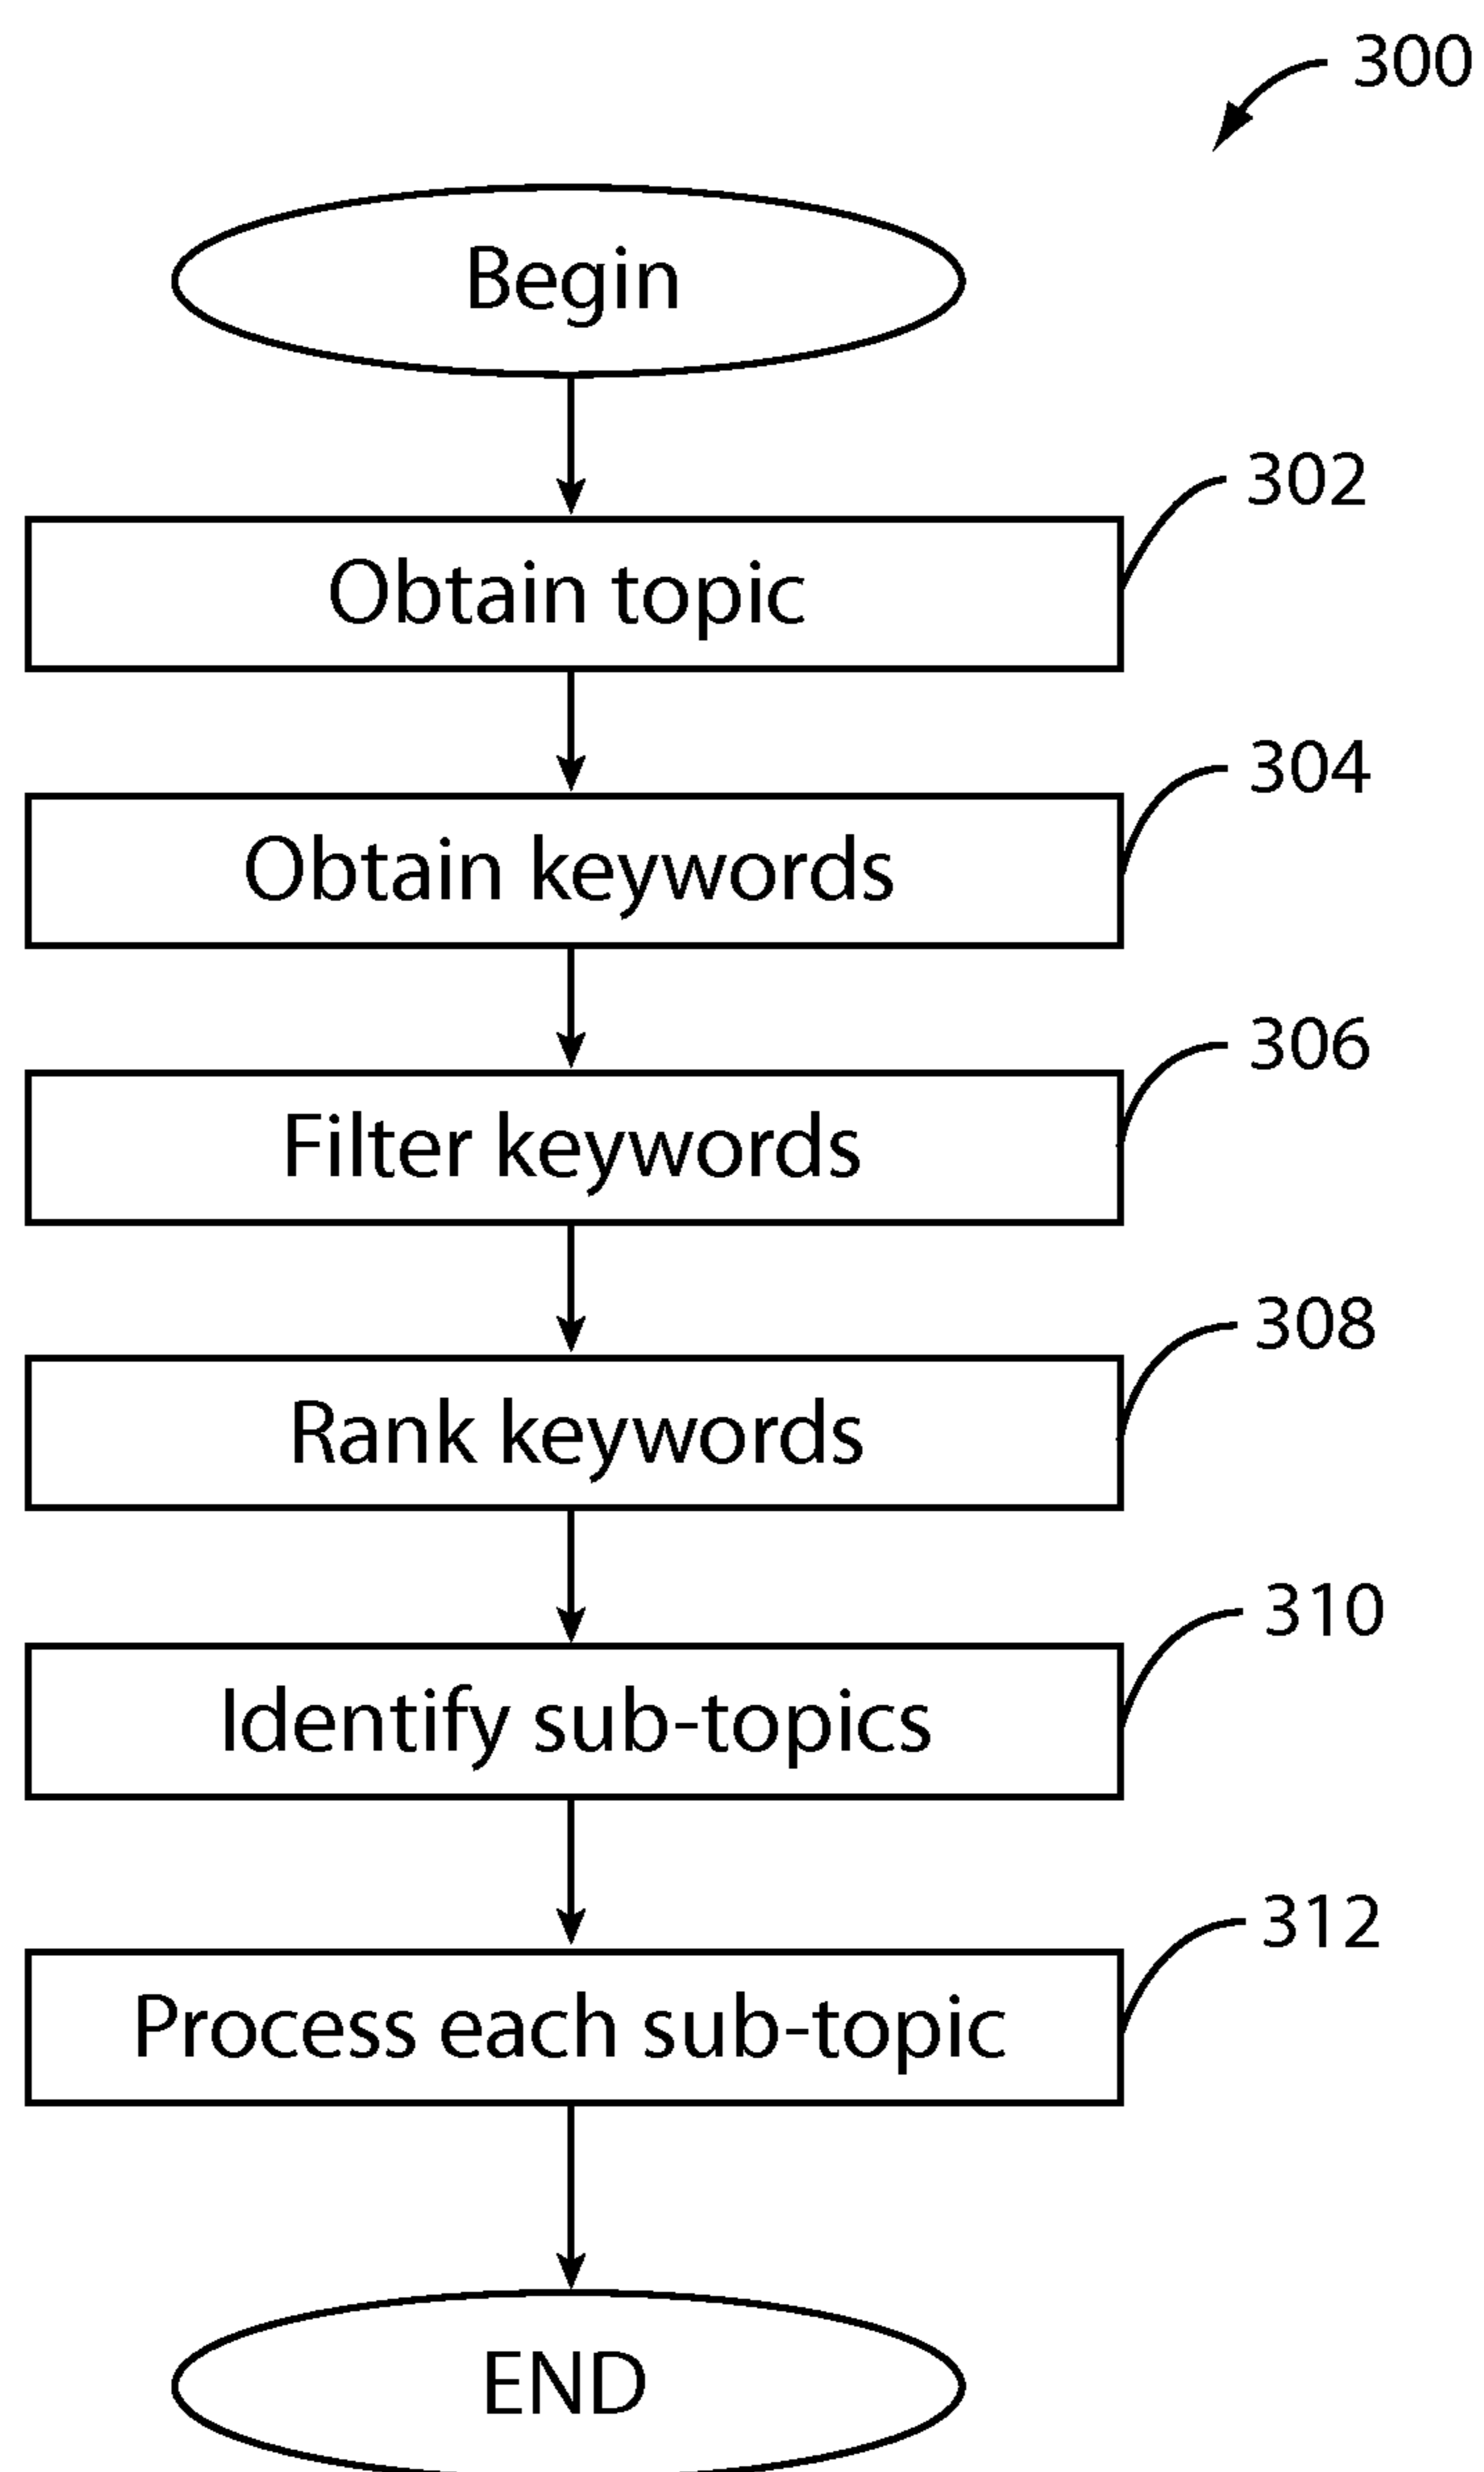 300
Begin
302
Obtain topic
304
Obtain keywords
306
Filter keywords
308
Rank keywords
310
Identify sub-topics
312
Process each sub-topic
END